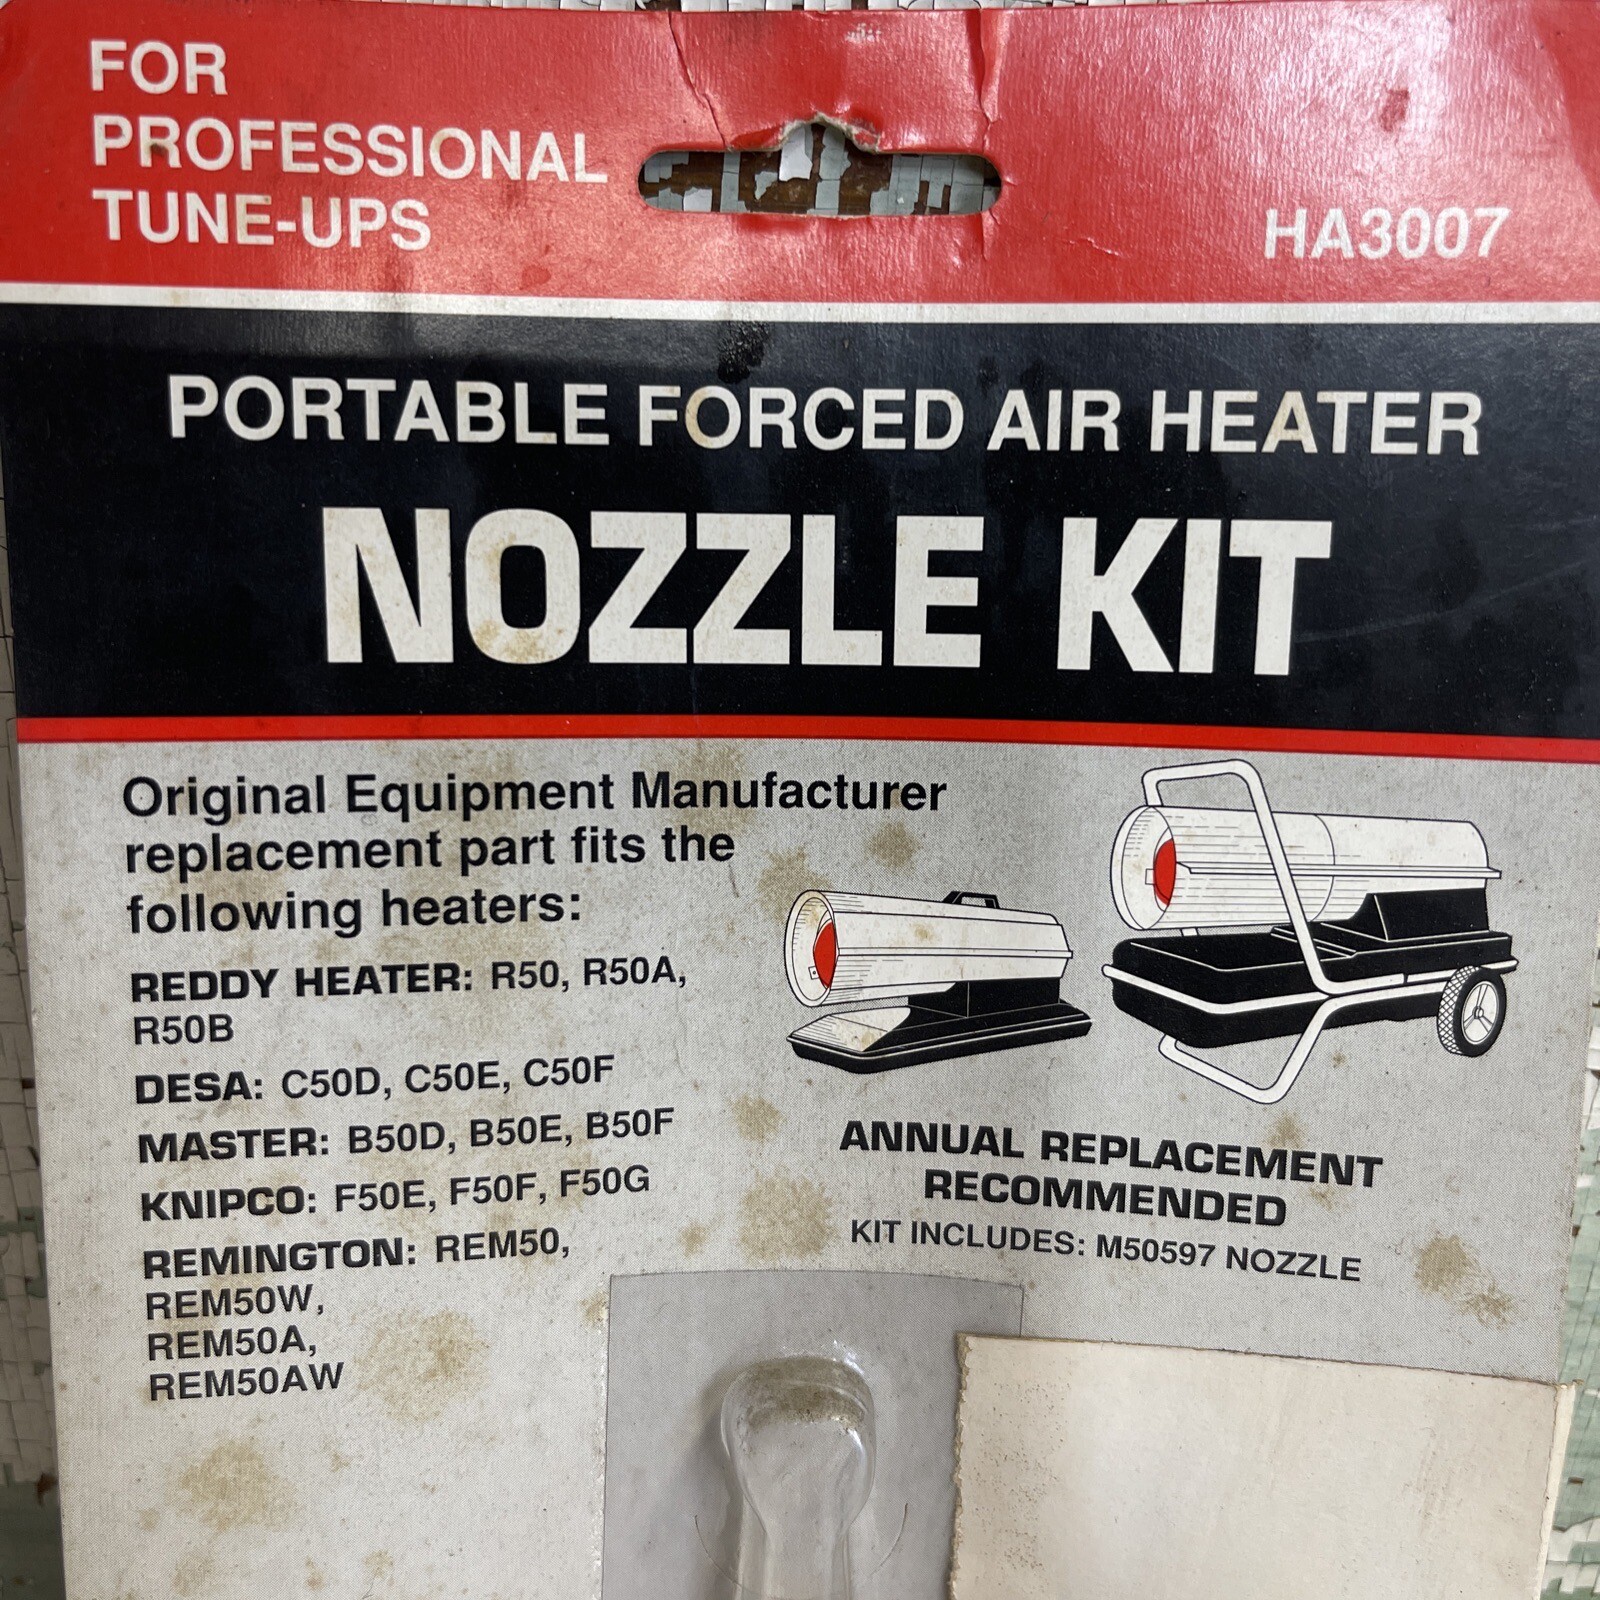 FOR
PROFESSIONAL
TUNE-UPS
HA3007
PORTABLE FORCED AIR HEATER
NOZZLE KIT
Original Equipment Manufacturer
replacement part fits the
following heaters:
REDDY HEATER: R50, R50A,
R50B
DESA: C50D, C50E, C50F
MASTER: B50D, B50E, B50F
KNIPCO: F50E, F50F, F50G
REMINGTON: REM50,
REM50W,
REM50A,
REM50AW
ANNUAL REPLACEMENT
RECOMMENDED
KIT INCLUDES: M50597 NOZZLE